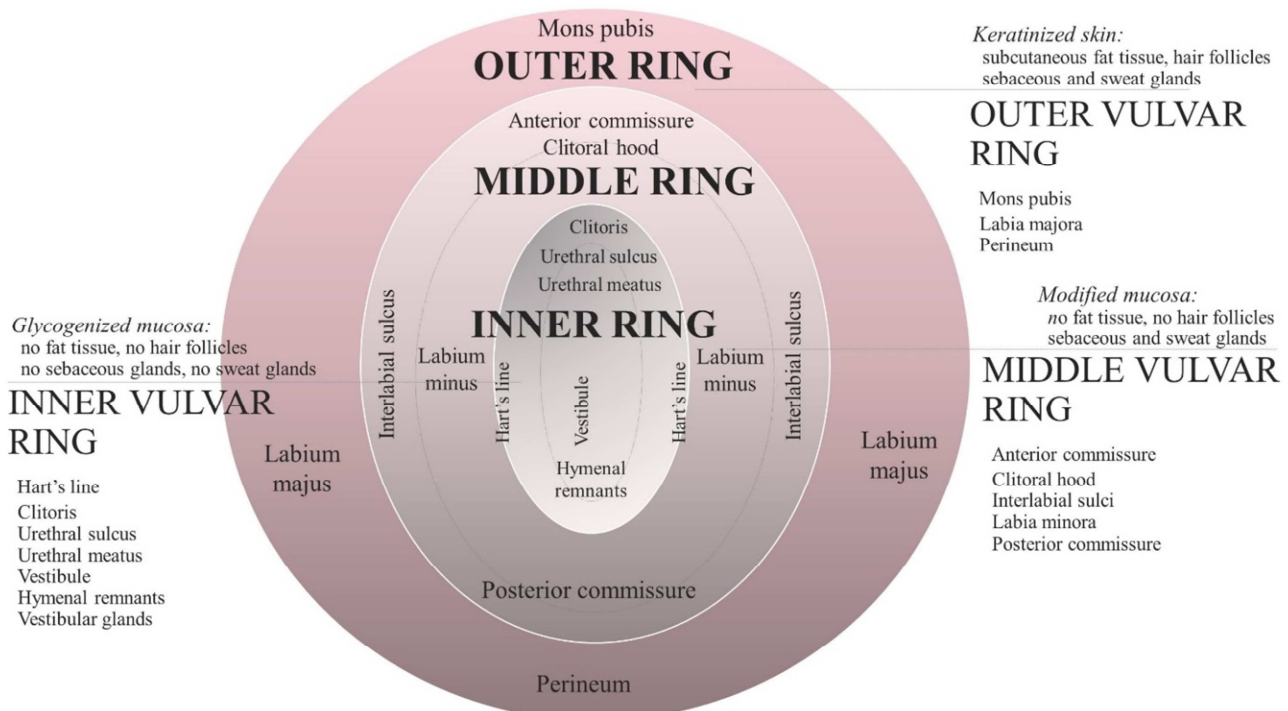 Mons pubis
OUTER RING
Anterior commissure
Clitoral hood
MIDDLE RING
Clitoris
Urethral sulcus
Urethral meatus
INNER RING
Interlabial sulcus
Labium
minus
Hart's line
Vestibule
Hart's line
Labium
minus
Interlabial sulcus
Labium
majus
Labium
majus
Hymenal
remnants
Posterior commissure
Perineum
Glycogenized mucosa:
no fat tissue, no hair follicles
no sebaceous glands, no sweat glands
INNER VULVAR
RING
Hart's line
Clitoris
Urethral sulcus
Urethral meatus
Vestibule
Hymenal remnants
Vestibular glands
Keratinized skin:
subcutaneous fat tissue, hair follicles
sebaceous and sweat glands
OUTER VULVAR
RING
Mons pubis
Labia majora
Perineum
Modified mucosa:
no fat tissue, no hair follicles
sebaceous and sweat glands
MIDDLE VULVAR
RING
Anterior commissure
Clitoral hood
Interlabial sulci
Labia minora
Posterior commissure